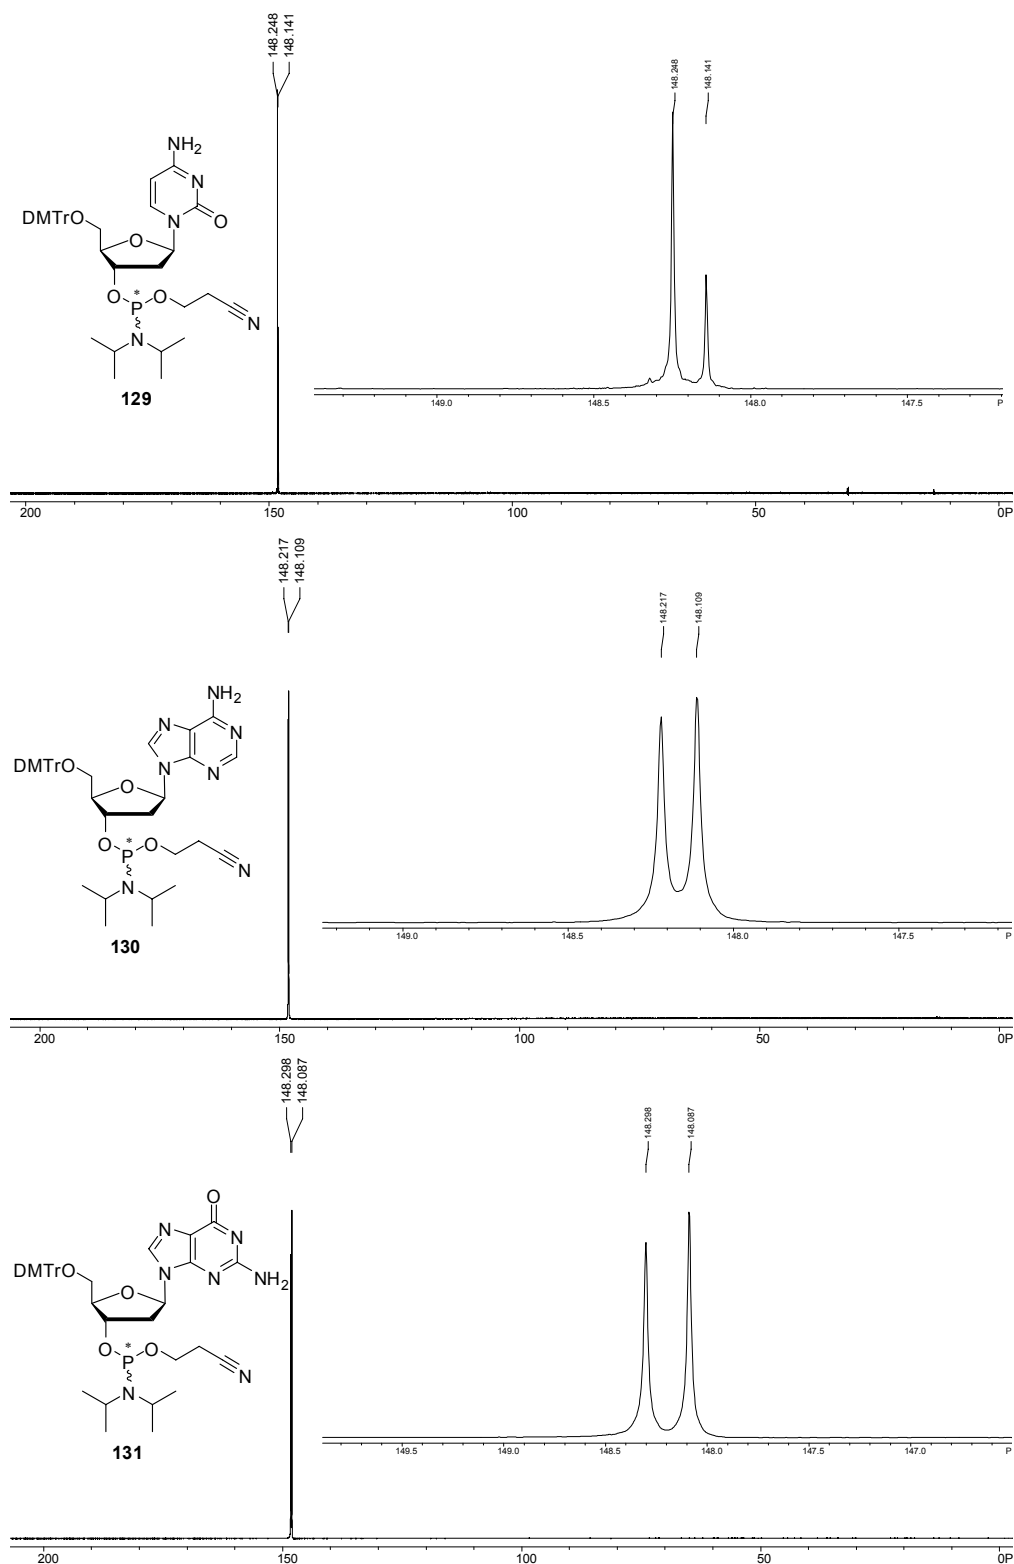 148.248
148.141
148.248
148.141
NH2
N
N
O
DMTrO
O
O
P
*
O
N
N
129
149.0 148.5 148.0 147.5 P
200 150 100 50 0P
148.217
148.109
148.217
148.109
NH2
N
N
N
N
DMTrO
O
O
P
*
O
N
N
130
149.0 148.5 148.0 147.5 P
200 150 100 50 0P
148.298
148.087
148.298
148.087
O
N
N
N
N
NH2
DMTrO
O
O
P
*
O
N
N
131
149.5 149.0 148.5 148.0 147.5 147.0 P
200 150 100 50 0P